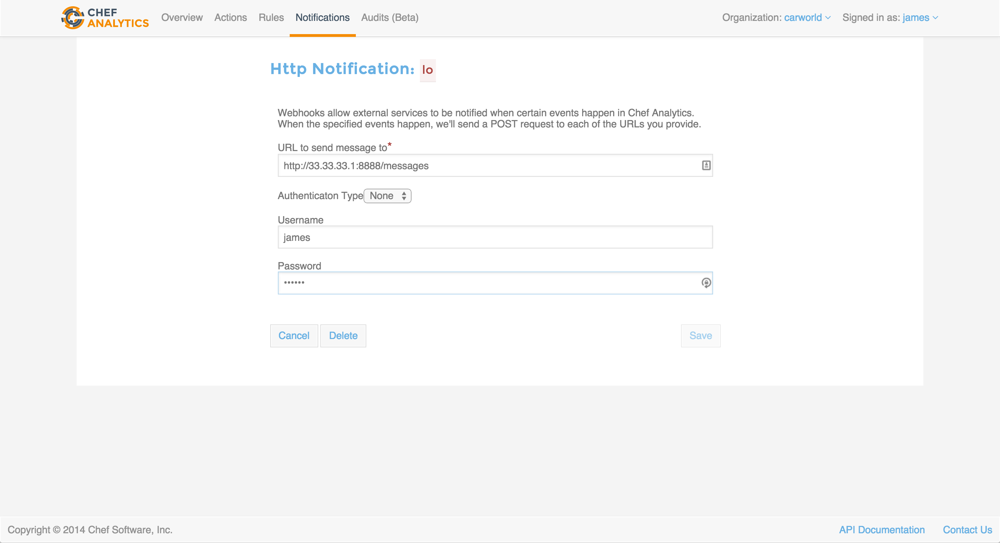 CHEF
ANALYTICS
Overview Actions Rules Notifications Audits (Beta) Organization: carworld Signed in as: james
Http Notification: lo
Webhooks allow external services to be notified when certain events happen in Chef Analytics.
When the specified events happen, we'll send a POST request to each of the URLs you provide.
URL to send message to*
http://33.33.33.1:8888/messages
Authenticaton Type None
Username
james
Password
••••••
Cancel Delete Save
Copyright © 2014 Chef Software, Inc. API Documentation Contact Us